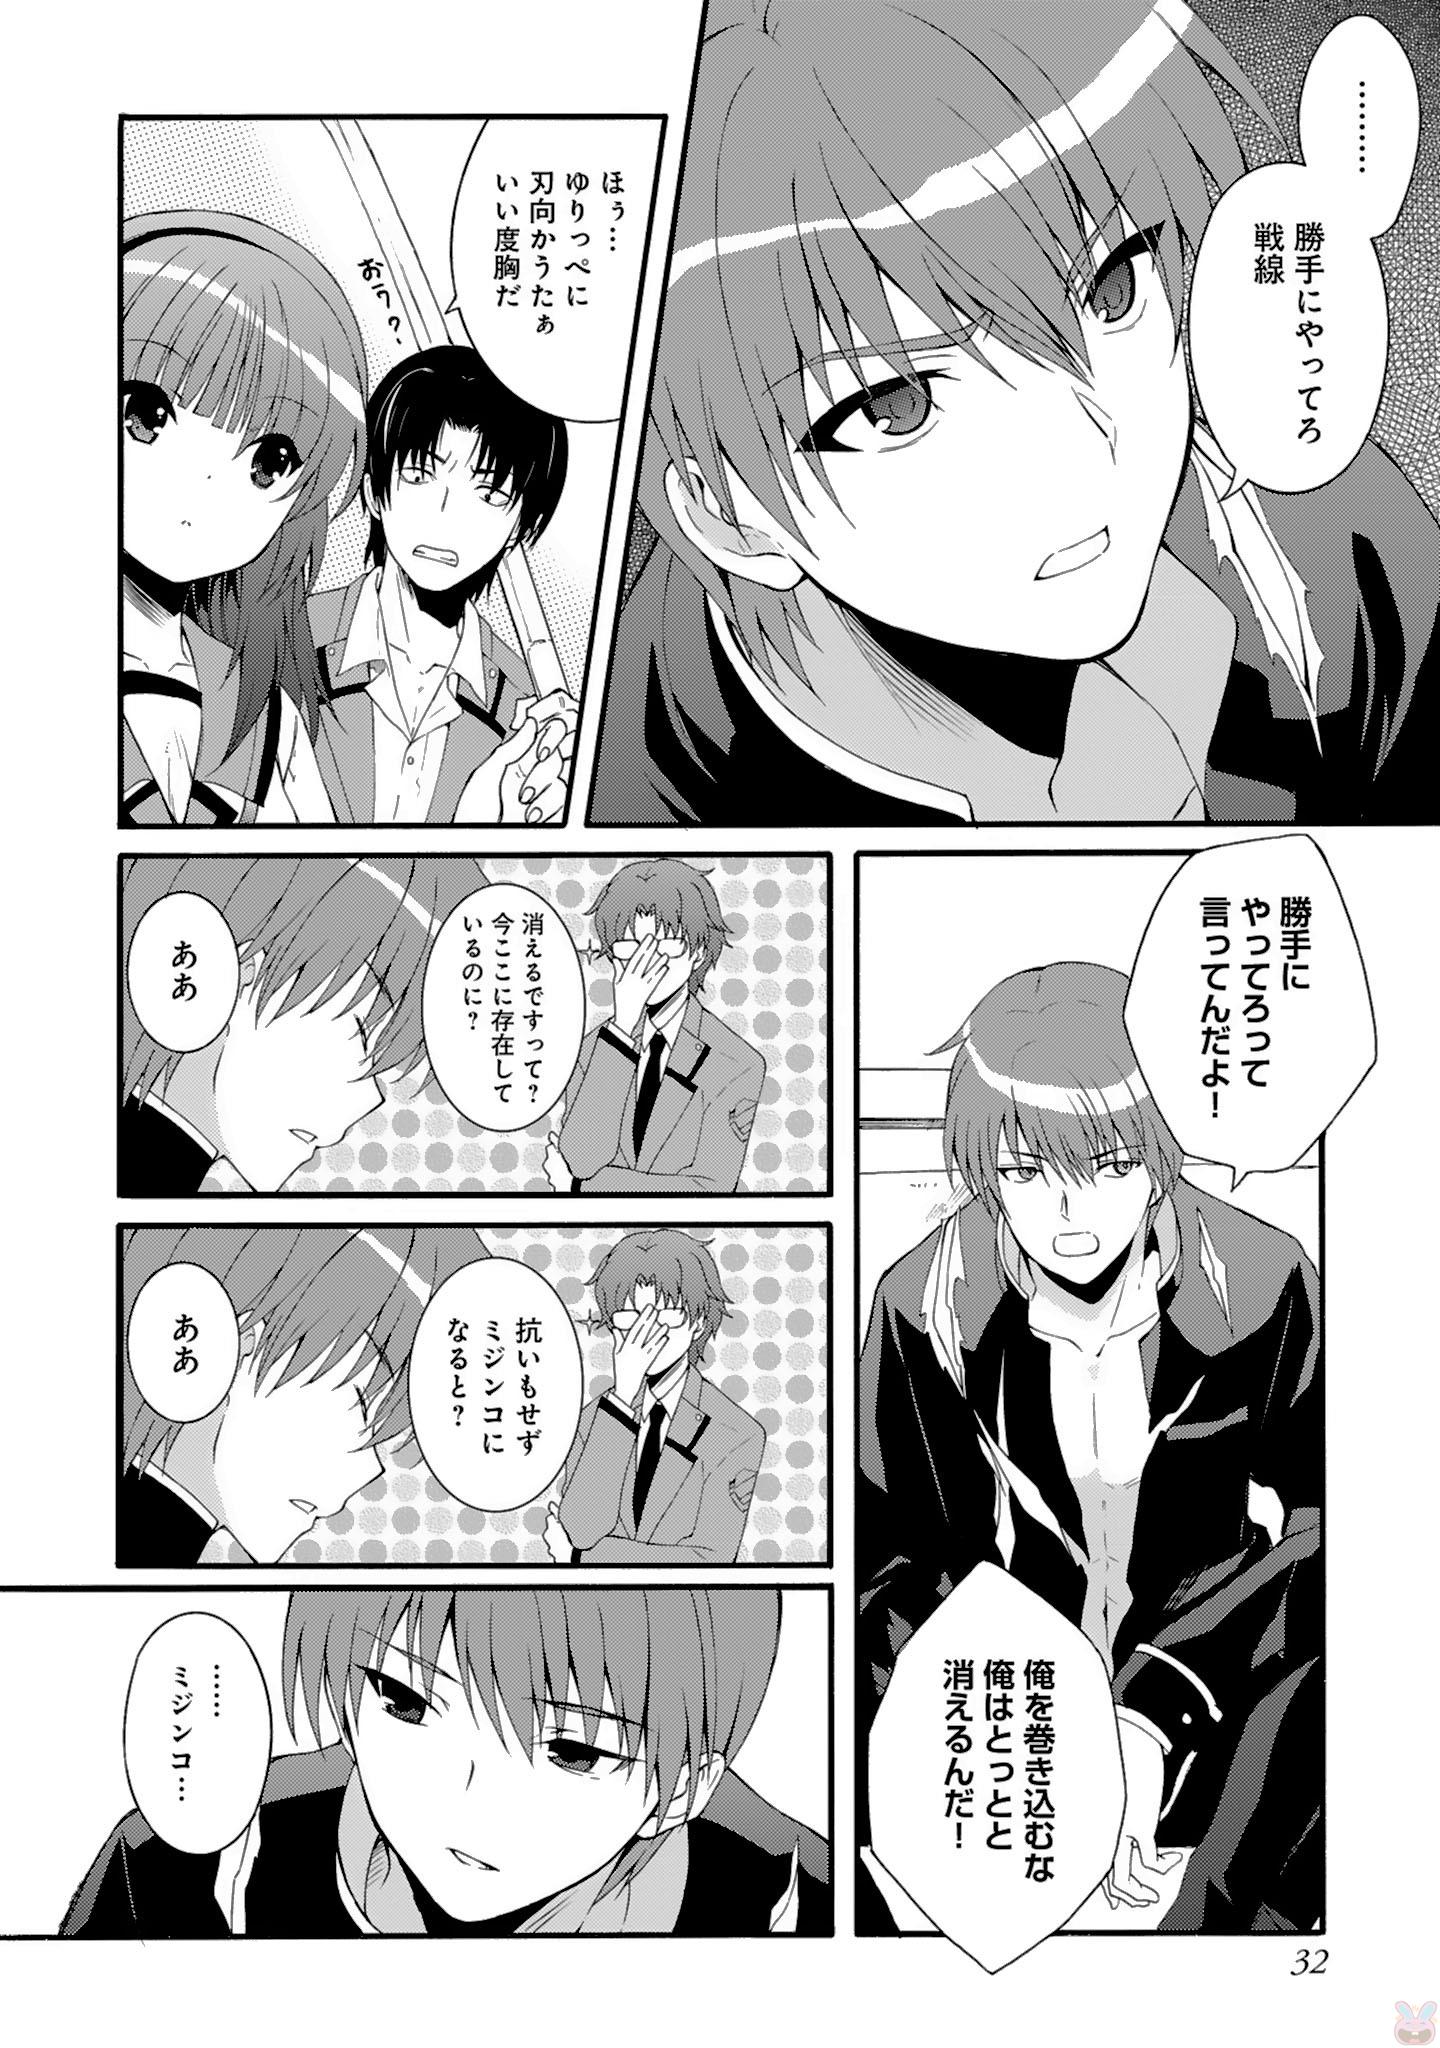 ………
勝手にやってろ
戦線
ほぅ…
ゆりっぺに
刃向かうたぁ
いい度胸だ
おう?
勝手に
やってろって
言ってんだよ！
俺を巻き込むな
俺はとっとと
消えるんだ！
消えるですって？
今ここに存在して
いるのに？
ああ
抗いもせず
ミジンコに
なると？
ああ
……
ミジンコ…
32